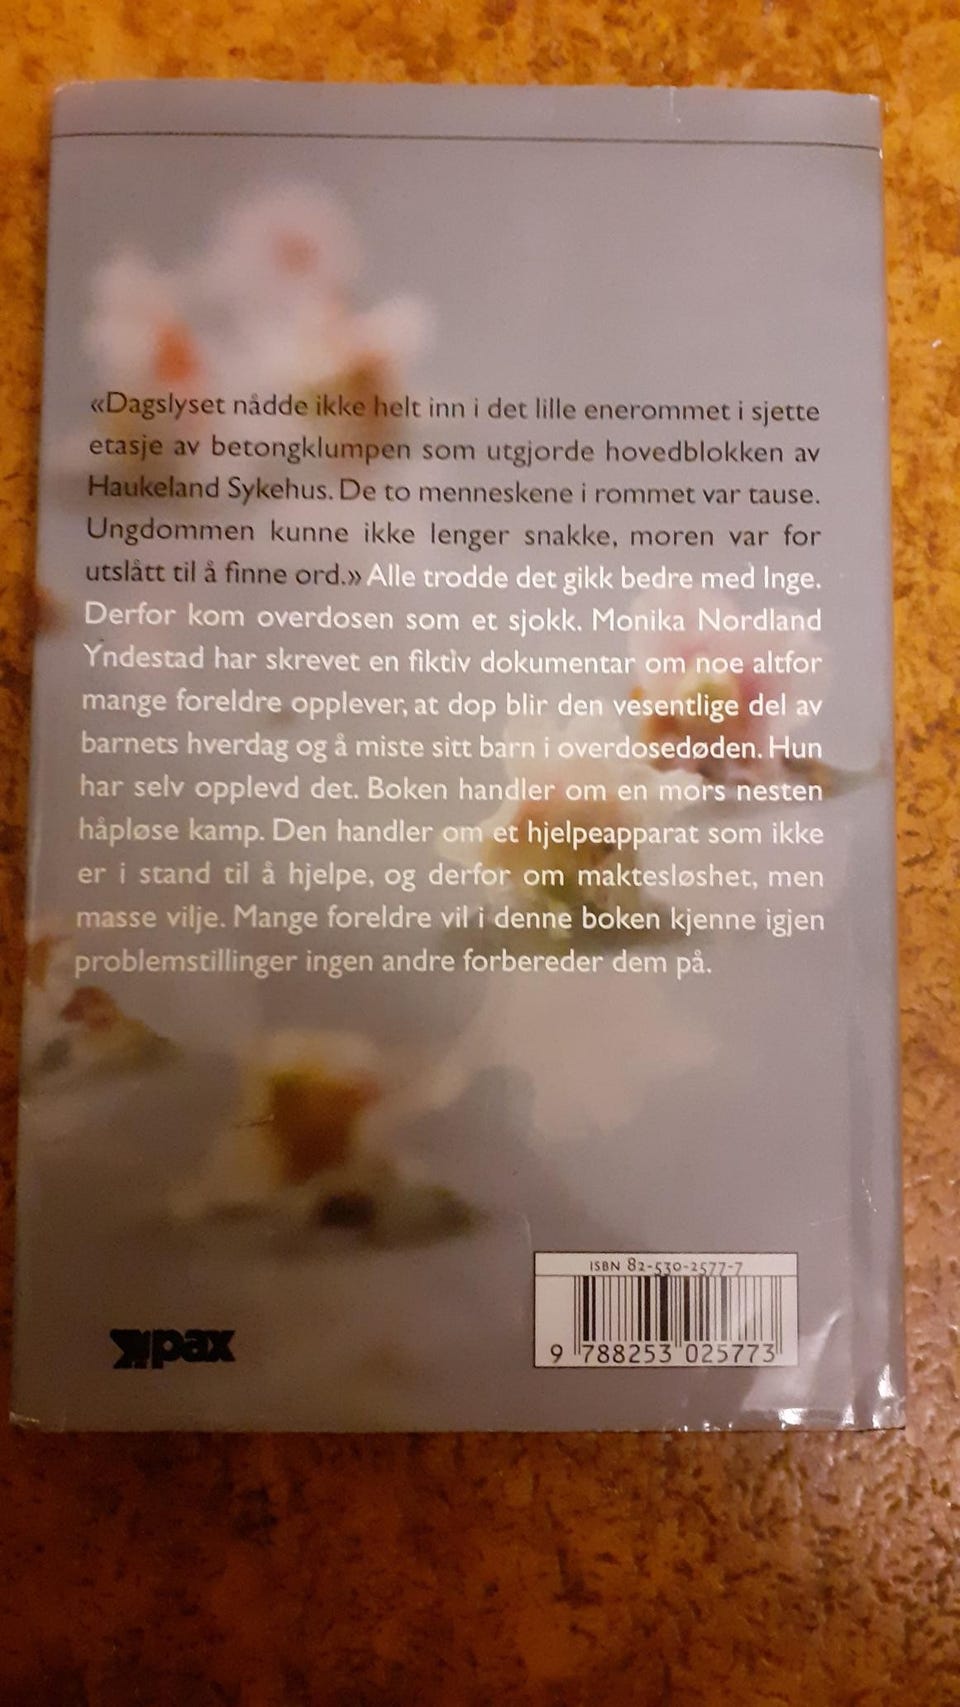 «Dagslyset nådde ikke helt inn i det lille enerommet i sjette
etasje av betongklumpen som utgjorde hovedblokken av
Haukeland Sykehus. De to menneskene i rommet var tause.
Ungdommen kunne ikke lenger snakke, moren var for
utslått til å finne ord.» Alle trodde det gikk bedre med Inge.
Derfor kom overdosen som et sjokk. Monika Nordland
Yndestad har skrevet en fiktiv dokumentar om noe altfor
mange foreldre opplever, at dop blir den vesentlige del av
barnets hverdag og å miste sitt barn i overdosedøden. Hun
har selv opplevd det. Boken handler om en mors nesten
håpløse kamp. Den handler om et hjelpeapparat som ikke
er i stand til å hjelpe, og derfor om maktesløshet, men
masse vilje. Mange foreldre vil i denne boken kjenne igjen
problemstillinger ingen andre forbereder dem på.
ISBN 82-530-2577-7
9 788253 025773
pax